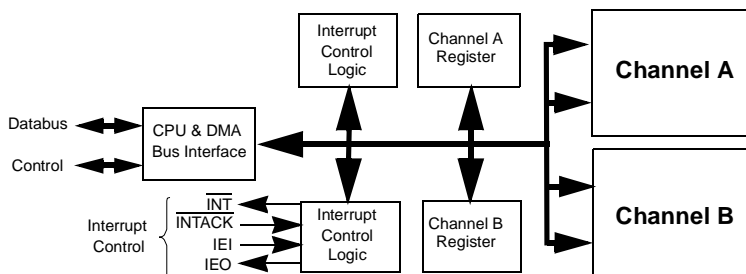 Interrupt
Control
Logic
Channel A
Register
Channel A
Databus
Control
CPU & DMA
Bus Interface
Interrupt
Control
INT
INTACK
IEI
IEO
Interrupt
Control
Logic
Channel B
Register
Channel B